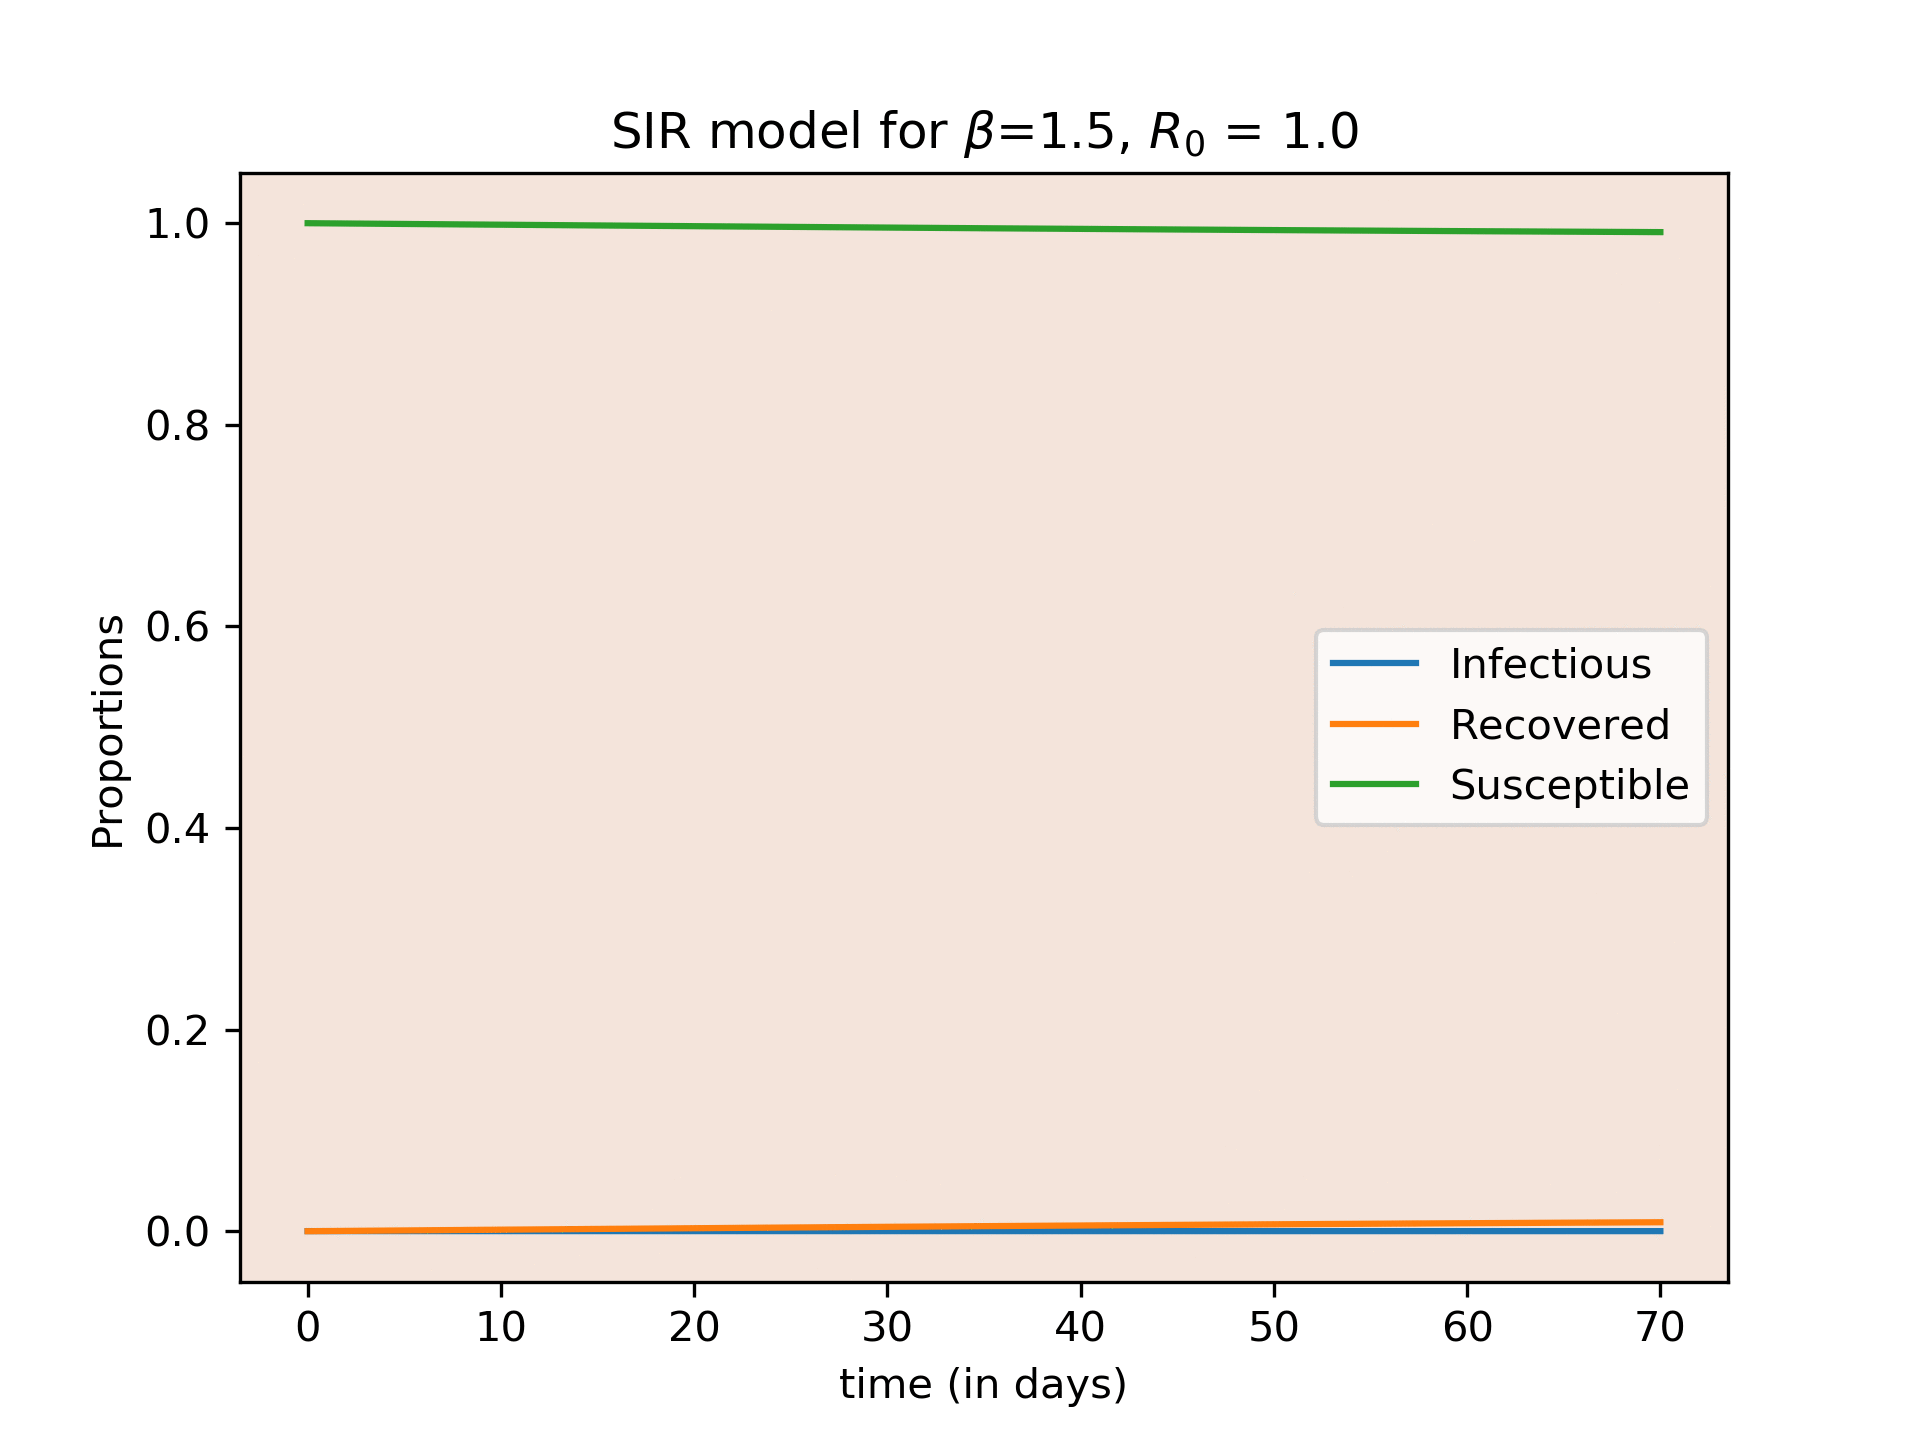 SIR model for β=1.5, R₀ = 1.0
1.0
0.8
0.6
0.4
0.2
0.0
Proportions
Infectious
Recovered
Susceptible
0 10 20 30 40 50 60 70
time (in days)